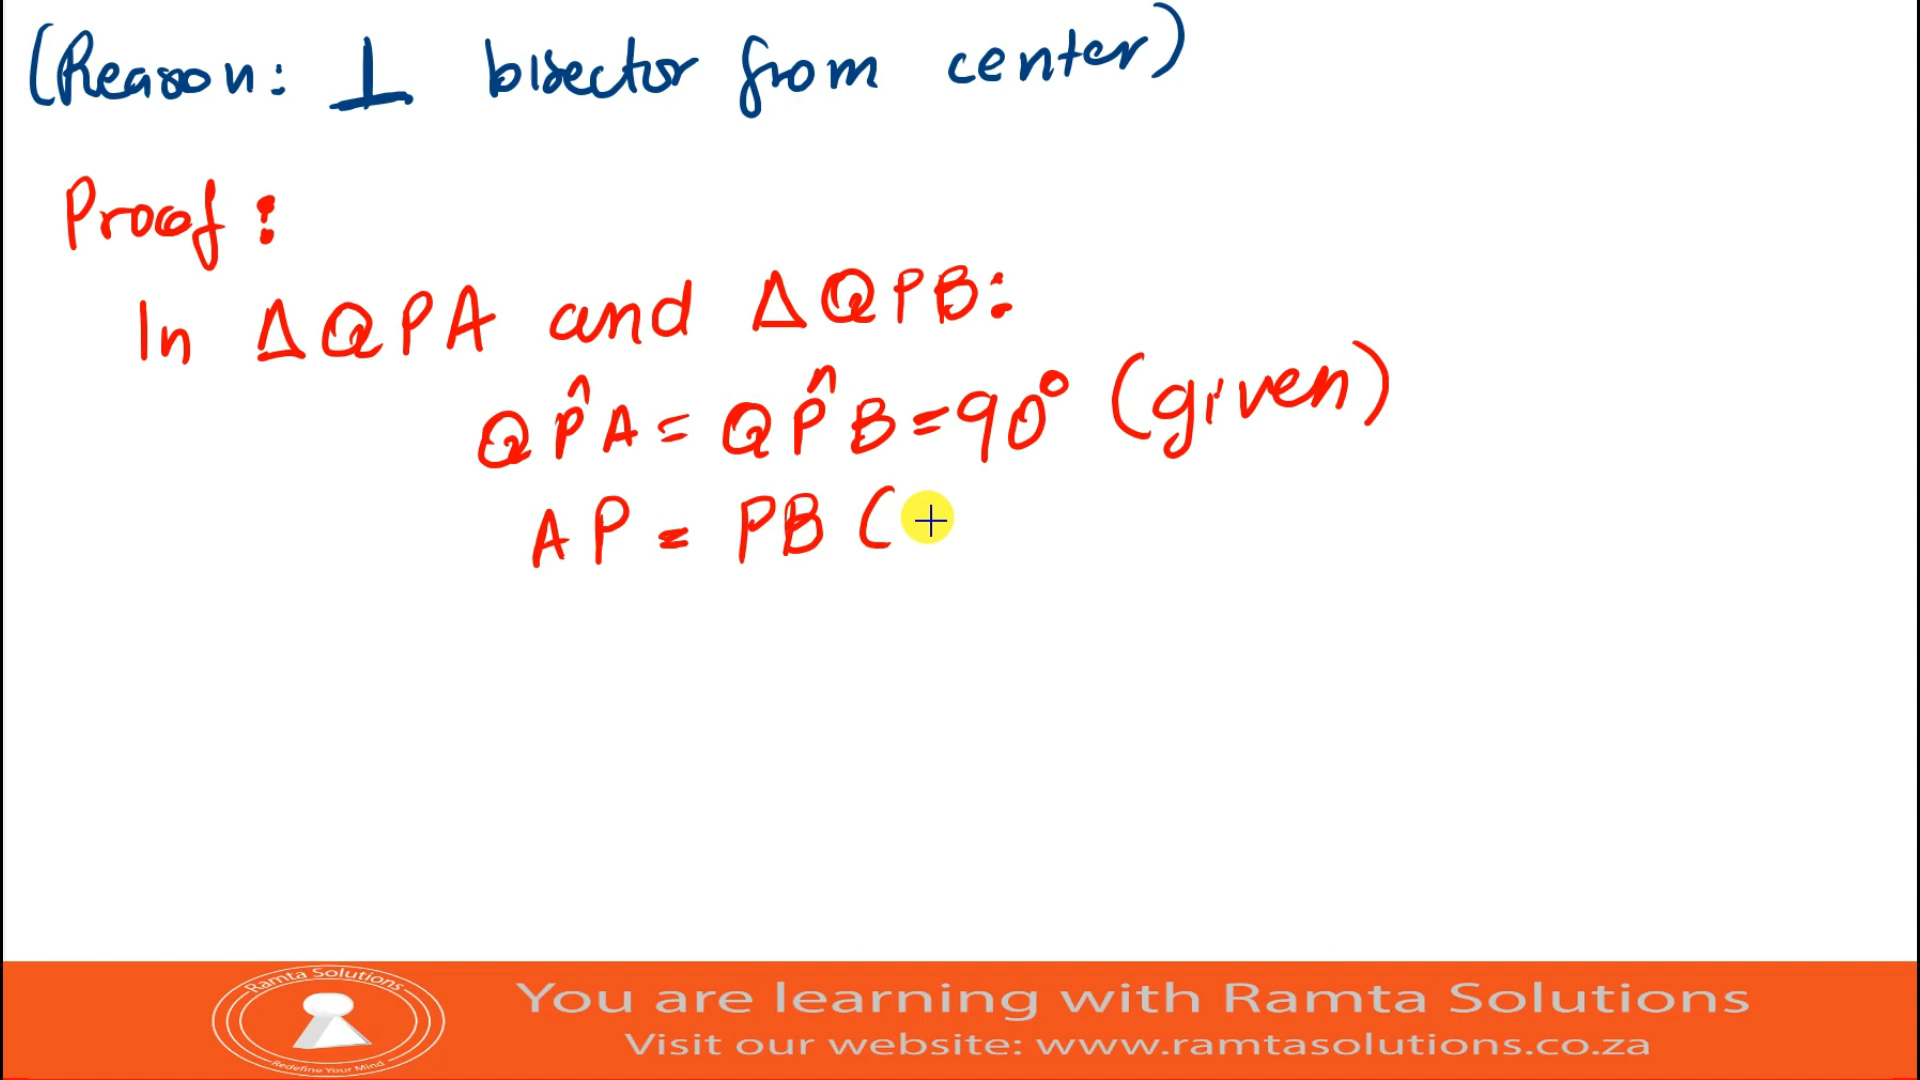 (Reason: ⊥ bisector from center)
Proof:
In ΔQPA and ΔQPB:
QP̂A = QP̂B = 90° (given)
AP = PB (
Ramta Solutions
Redefine Your Mind
You are learning with Ramta Solutions
Visit our website: www.ramtasolutions.co.za